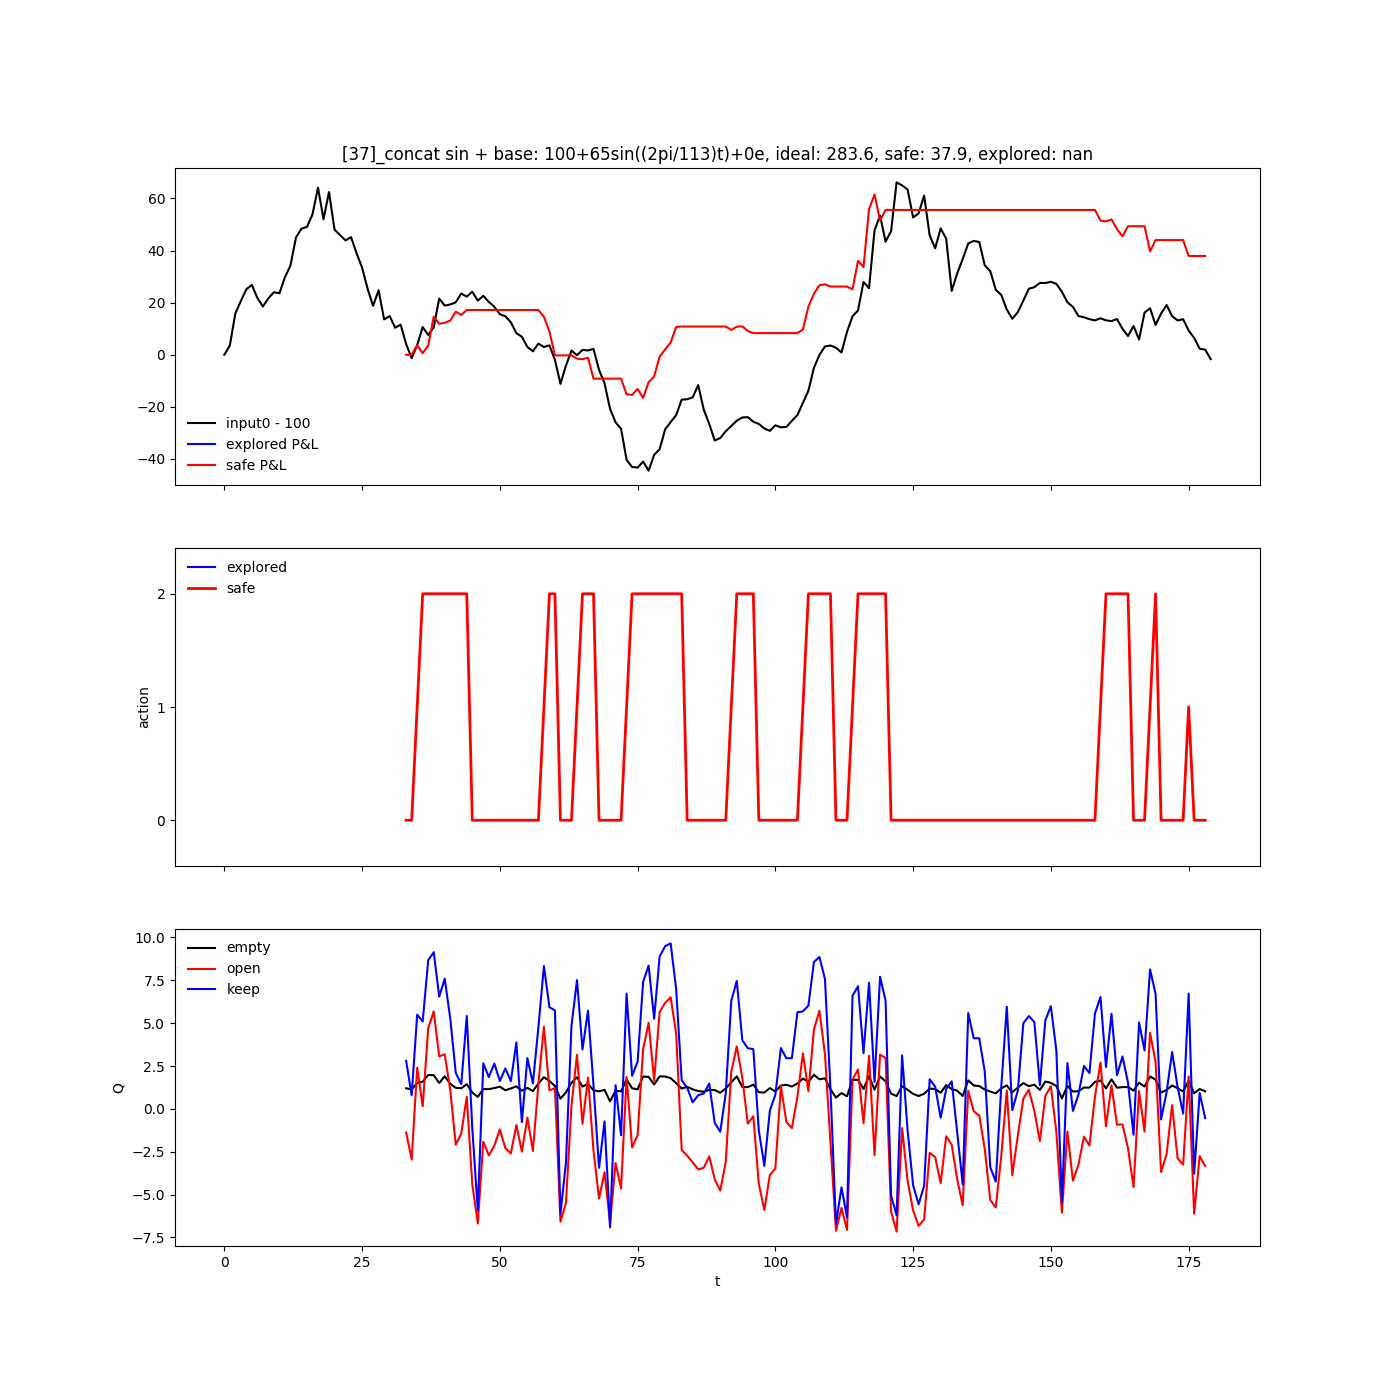 [37]_concat sin + base: 100+65sin((2pi/113)t)+0e, ideal: 283.6, safe: 37.9, explored: nan
60
40
20
0
−20
−40
input0 - 100
explored P&L
safe P&L
explored
safe
2
1
0
action
empty
open
keep
10.0
7.5
5.0
2.5
0.0
−2.5
−5.0
−7.5
Q
0 25 50 75 100 125 150 175
t